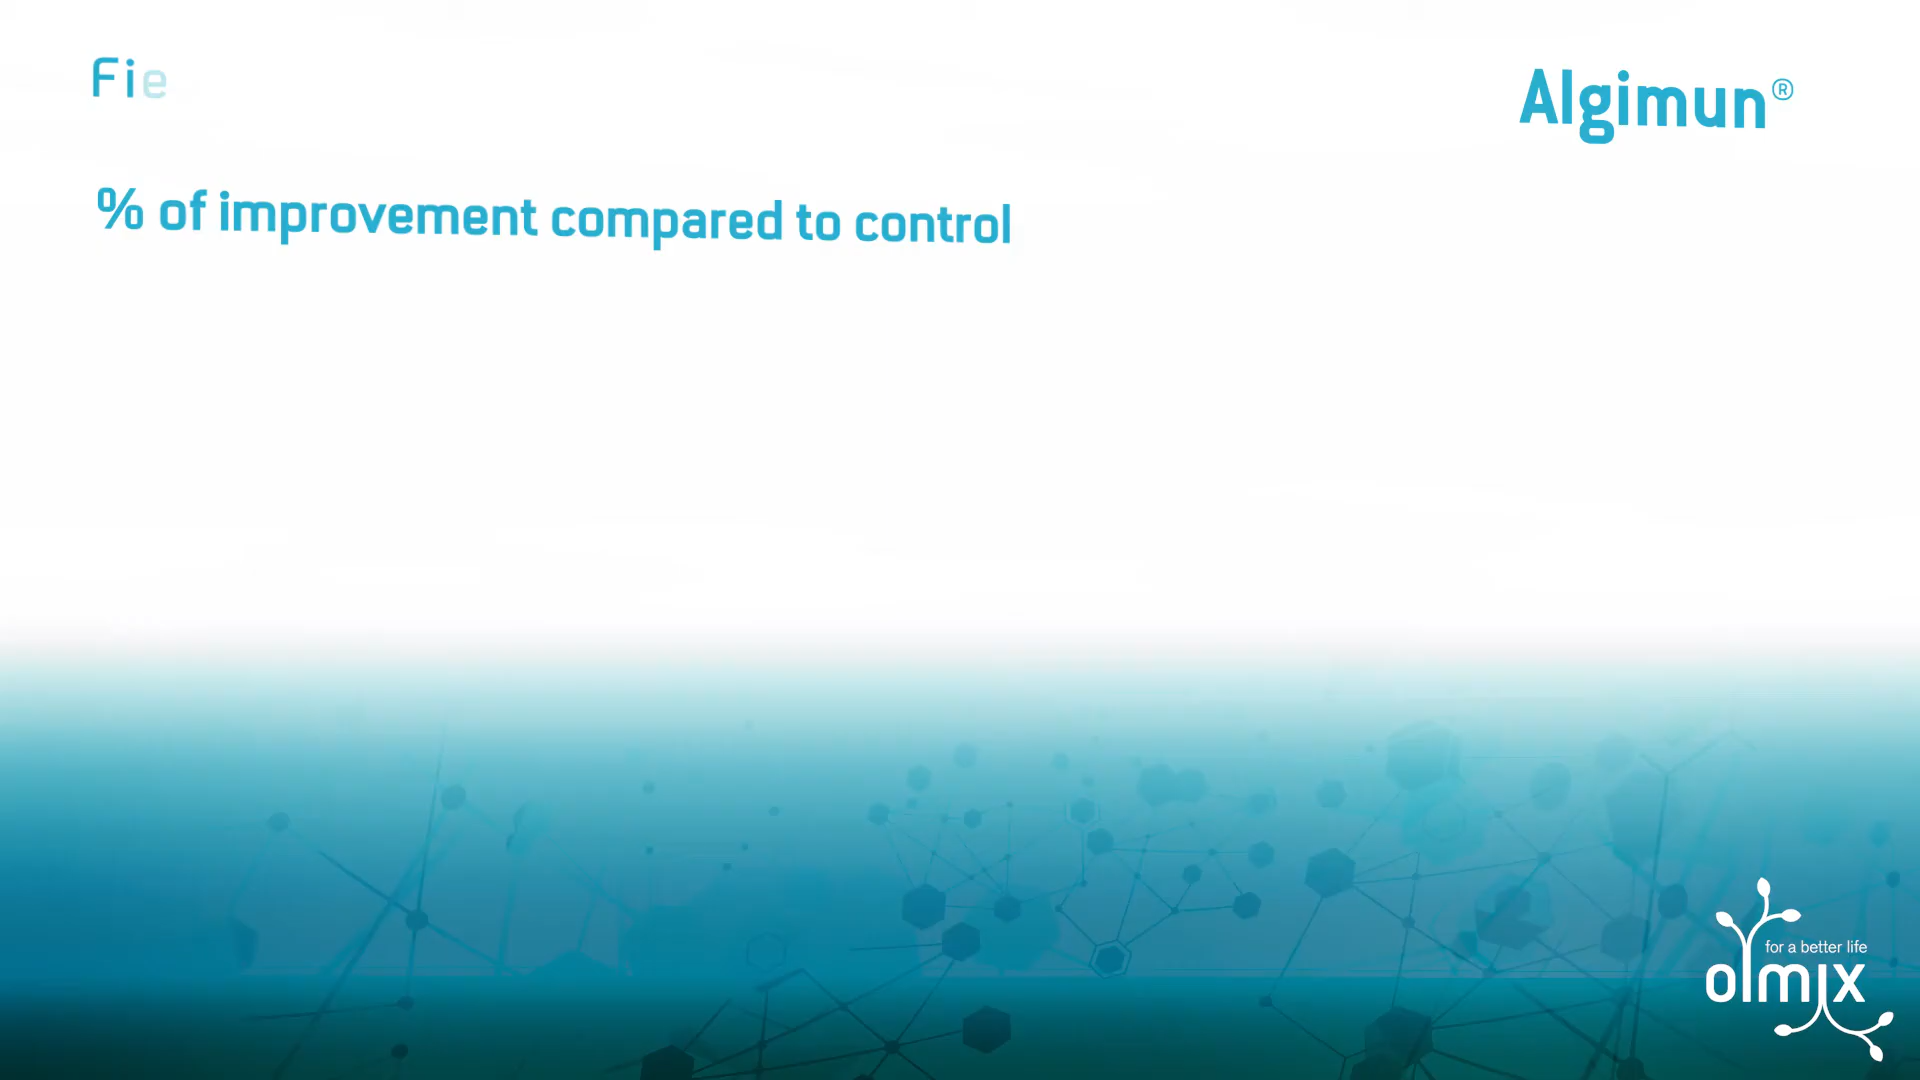 Fie
Algimun®
% of improvement compared to control
for a better life
olmix